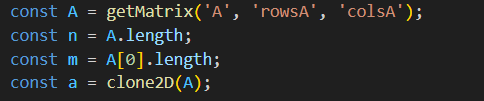 const A = getMatrix('A', 'rowsA', 'colsA');
const n = A.length;
const m = A[0].length;
const a = clone2D(A);